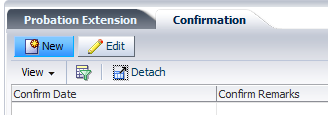 Probation Extension Confirmation
New Edit
View Detach
Confirm Date Confirm Remarks